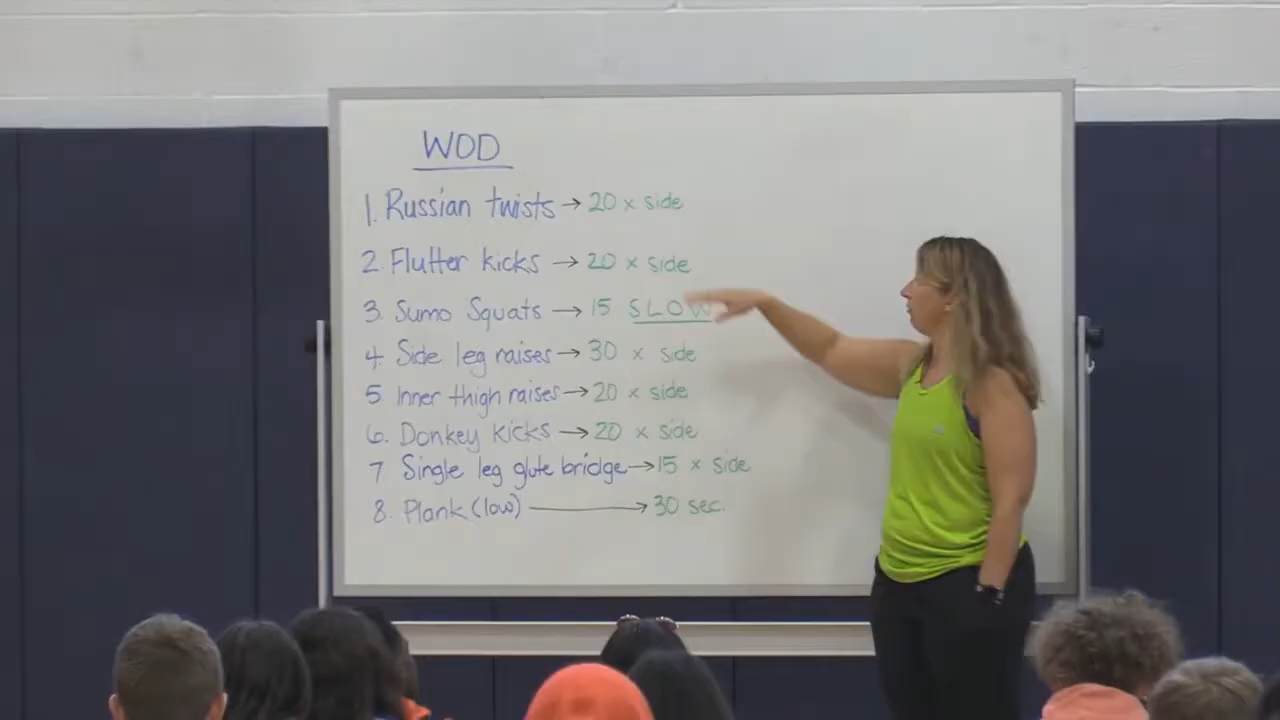 WOD
1. Russian twists → 20 x side
2. Flutter kicks → 20 x side
3. Sumo Squats → 15 SLOW
4. Side leg raises → 30 x side
5 Inner thigh raises → 20 x side
6. Donkey kicks → 20 x side
7 Single leg glute bridge → 15 x side
8. Plank (low) → 30 sec.